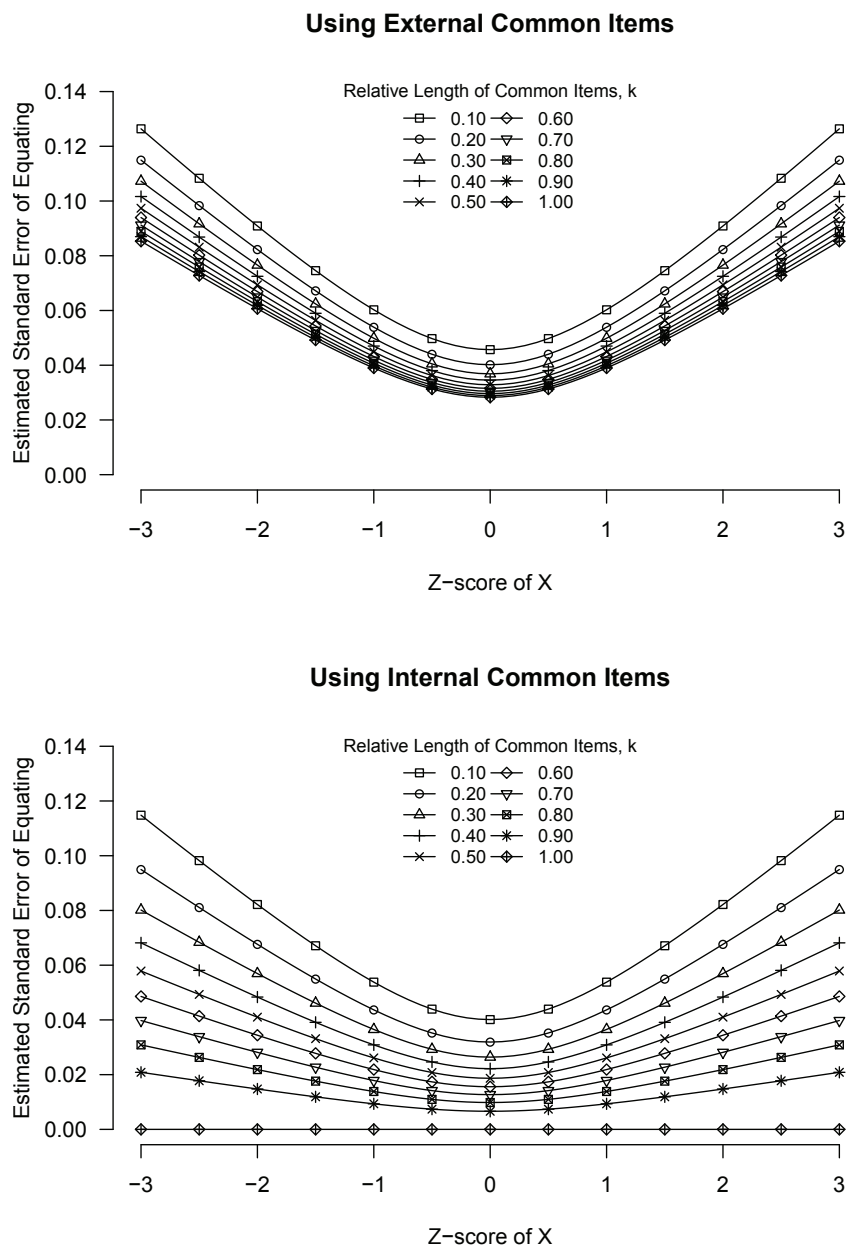 Using External Common Items
Estimated Standard Error of Equating
0.14
0.12
0.10
0.08
0.06
0.04
0.02
0.00
Relative Length of Common Items, k
0.10 0.60
0.20 0.70
0.30 0.80
0.40 0.90
0.50 1.00
−3 −2 −1 0 1 2 3
Z−score of X
Using Internal Common Items
Estimated Standard Error of Equating
0.14
0.12
0.10
0.08
0.06
0.04
0.02
0.00
Relative Length of Common Items, k
0.10 0.60
0.20 0.70
0.30 0.80
0.40 0.90
0.50 1.00
−3 −2 −1 0 1 2 3
Z−score of X